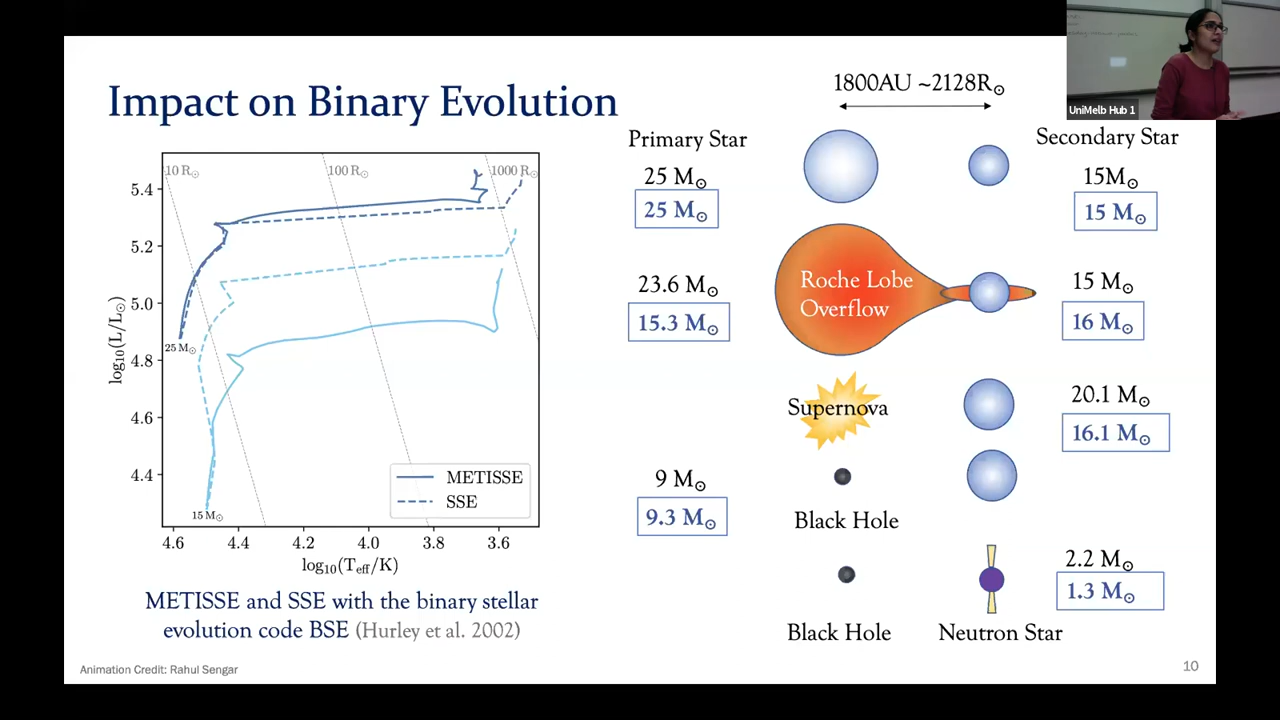 UniMelb Hub 1
Impact on Binary Evolution
10 R☉
100 R☉
1000 R☉
5.4
5.2
5.0
4.8
4.6
4.4
log₁₀(L/L☉)
25 M☉
15 M☉
METISSE
SSE
4.6 4.4 4.2 4.0 3.8 3.6
log₁₀(T_eff/K)
METISSE and SSE with the binary stellar
evolution code BSE (Hurley et al. 2002)
1800AU ~2128R☉
Primary Star
Secondary Star
25 M☉
25 M☉
15M☉
15 M☉
23.6 M☉
15.3 M☉
Roche Lobe
Overflow
15 M☉
16 M☉
Supernova
20.1 M☉
16.1 M☉
9 M☉
9.3 M☉
Black Hole
2.2 M☉
1.3 M☉
Black Hole
Neutron Star
Animation Credit: Rahul Sengar
10